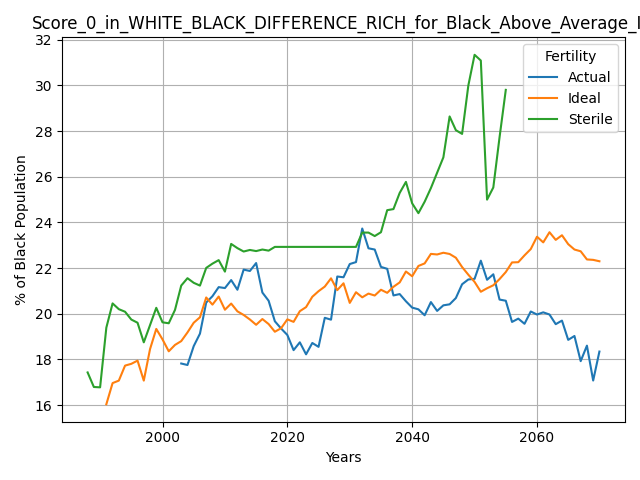 Score_0_in_WHITE_BLACK_DIFFERENCE_RICH_for_Black_Above_Average_I
Fertility
Actual
Ideal
Sterile
32
30
28
26
24
22
20
18
16
% of Black Population
2000
2020
2040
2060
Years